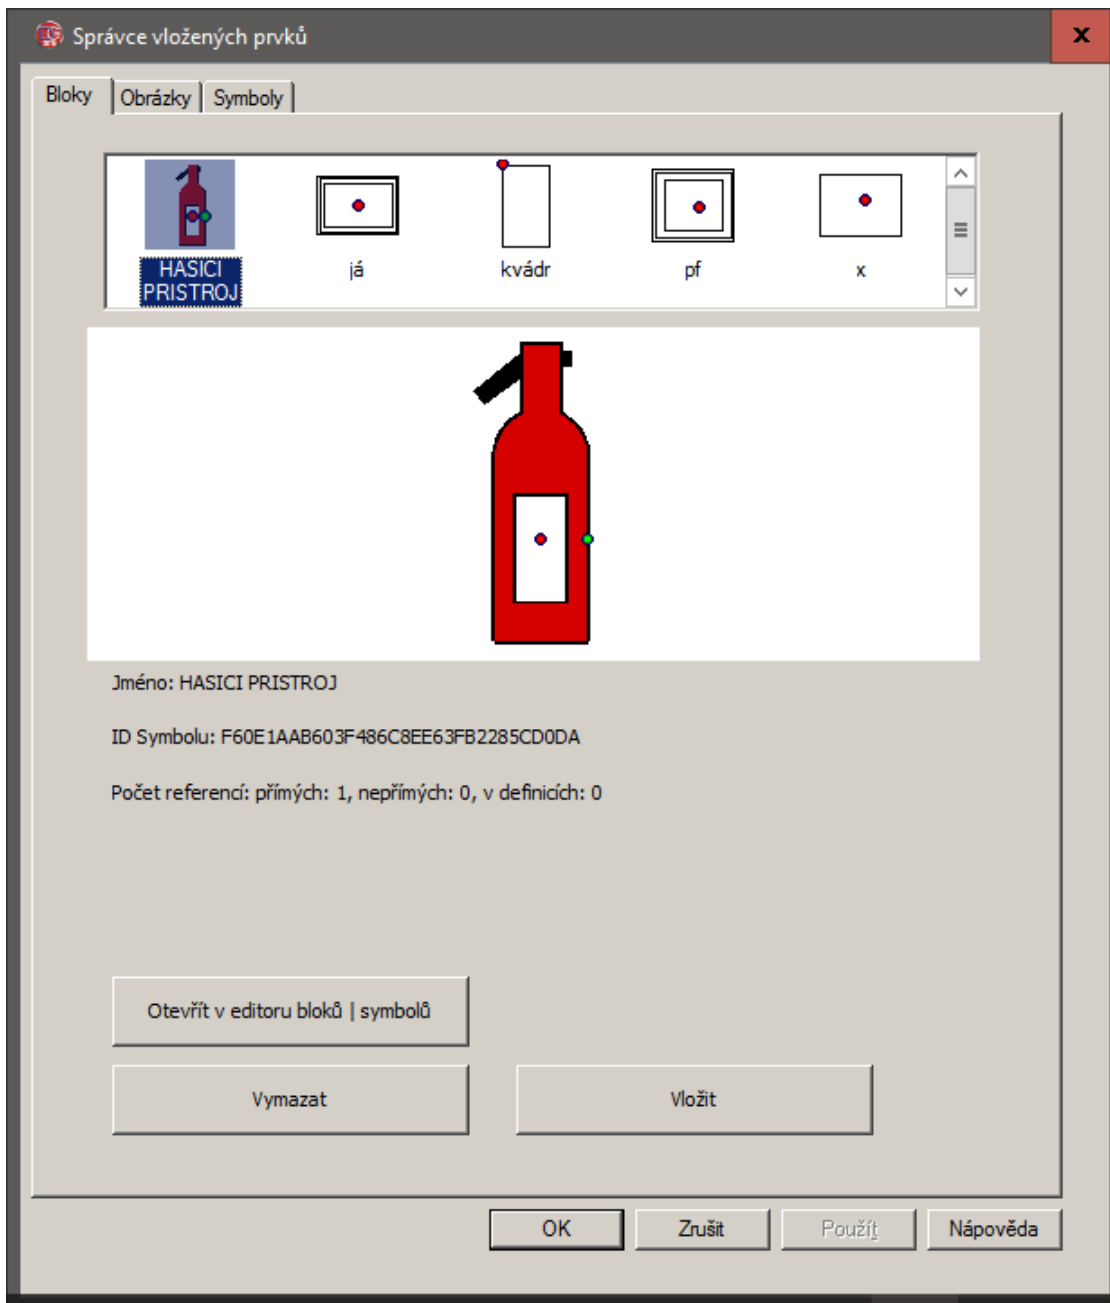 Správce vložených prvků
x
Bloky Obrázky Symboly
HASICI PRISTROJ já kvádr pf x
Jméno: HASICI PRISTROJ
ID Symbolu: F60E1AAB603F486C8EE63FB2285CD0DA
Počet referencí: přímých: 1, nepřímých: 0, v definicích: 0
Otevřít v editoru bloků | symbolů
Vymazat Vložit
OK Zrušit Použít Nápověda